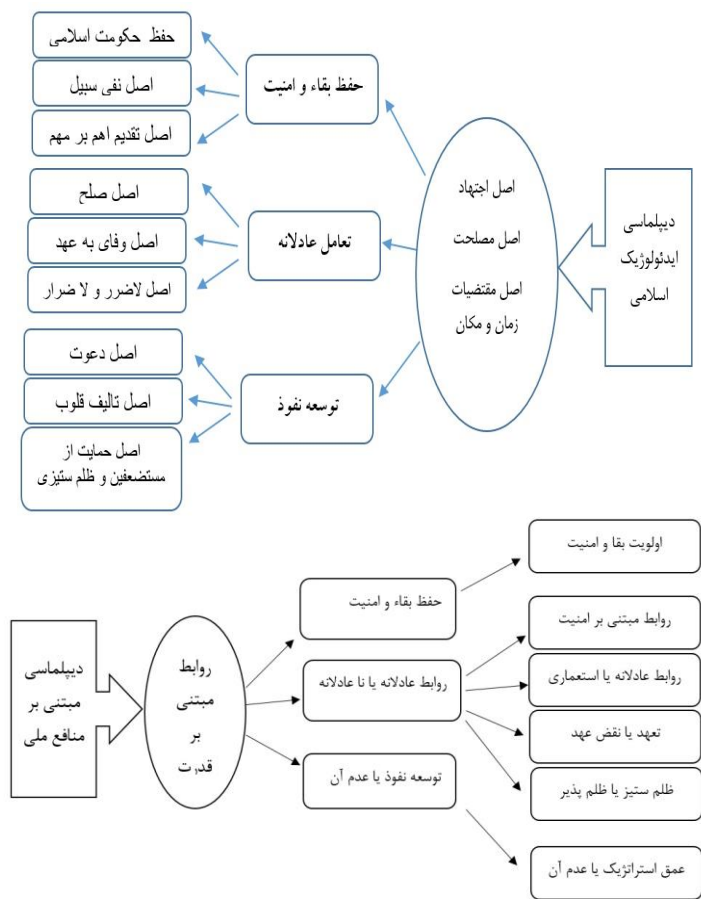 دیپلماسی
ایدئولوژیک
اسلامی
اصل اجتهاد
اصل مصلحت
اصل مقتضیات
زمان و مکان
حفظ بقاء و امنیت
حفظ حکومت اسلامی
اصل نفی سبیل
اصل تقدیم اهم بر مهم
تعامل عادلانه
اصل صلح
اصل وفای به عهد
اصل لاضرر و لا ضرار
توسعه نفوذ
اصل دعوت
اصل تالیف قلوب
اصل حمایت از
مستضعفین و ظلم ستیزی
دیپلماسی
مبتنی بر
منافع ملی
روابط
مبتنی
بر
قدرت
حفظ بقاء و امنیت
اولویت بقا و امنیت
روابط عادلانه یا نا عادلانه
روابط مبتنی بر امنیت
روابط عادلانه یا استعماری
تعهد یا نقض عهد
ظلم ستیز یا ظلم پذیر
توسعه نفوذ یا عدم آن
عمق استراتژیک یا عدم آن